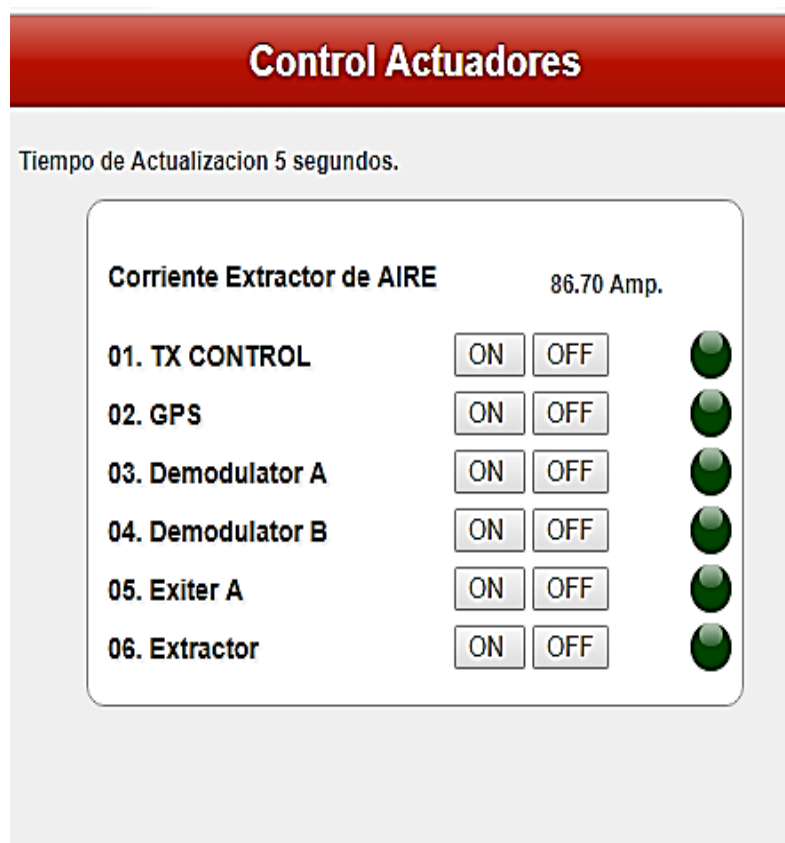 Control Actuadores
Tiempo de Actualizacion 5 segundos.
Corriente Extractor de AIRE 86.70 Amp.
01. TX CONTROL ON OFF
02. GPS ON OFF
03. Demodulator A ON OFF
04. Demodulator B ON OFF
05. Exiter A ON OFF
06. Extractor ON OFF